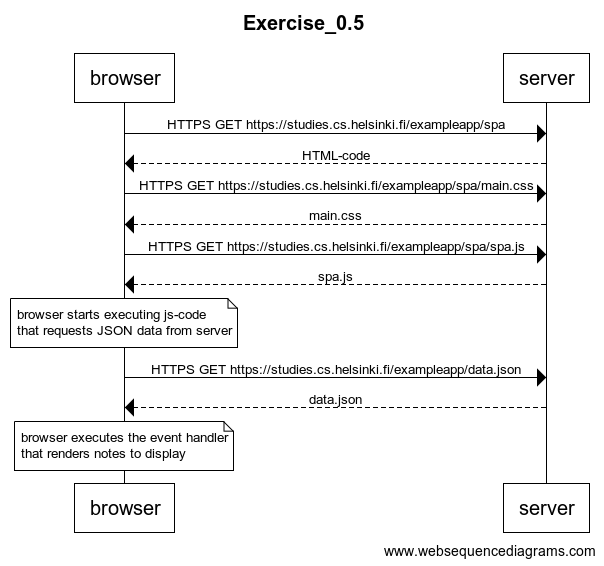 Exercise_0.5
browser
server
HTTPS GET https://studies.cs.helsinki.fi/exampleapp/spa
HTML-code
HTTPS GET https://studies.cs.helsinki.fi/exampleapp/spa/main.css
main.css
HTTPS GET https://studies.cs.helsinki.fi/exampleapp/spa/spa.js
spa.js
browser starts executing js-code
that requests JSON data from server
HTTPS GET https://studies.cs.helsinki.fi/exampleapp/data.json
data.json
browser executes the event handler
that renders notes to display
browser
server
www.websequencediagrams.com